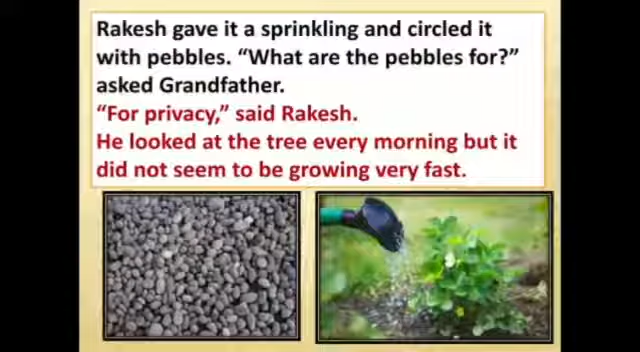 Rakesh gave it a sprinkling and circled it
with pebbles. “What are the pebbles for?”
asked Grandfather.
“For privacy,” said Rakesh.
He looked at the tree every morning but it
did not seem to be growing very fast.